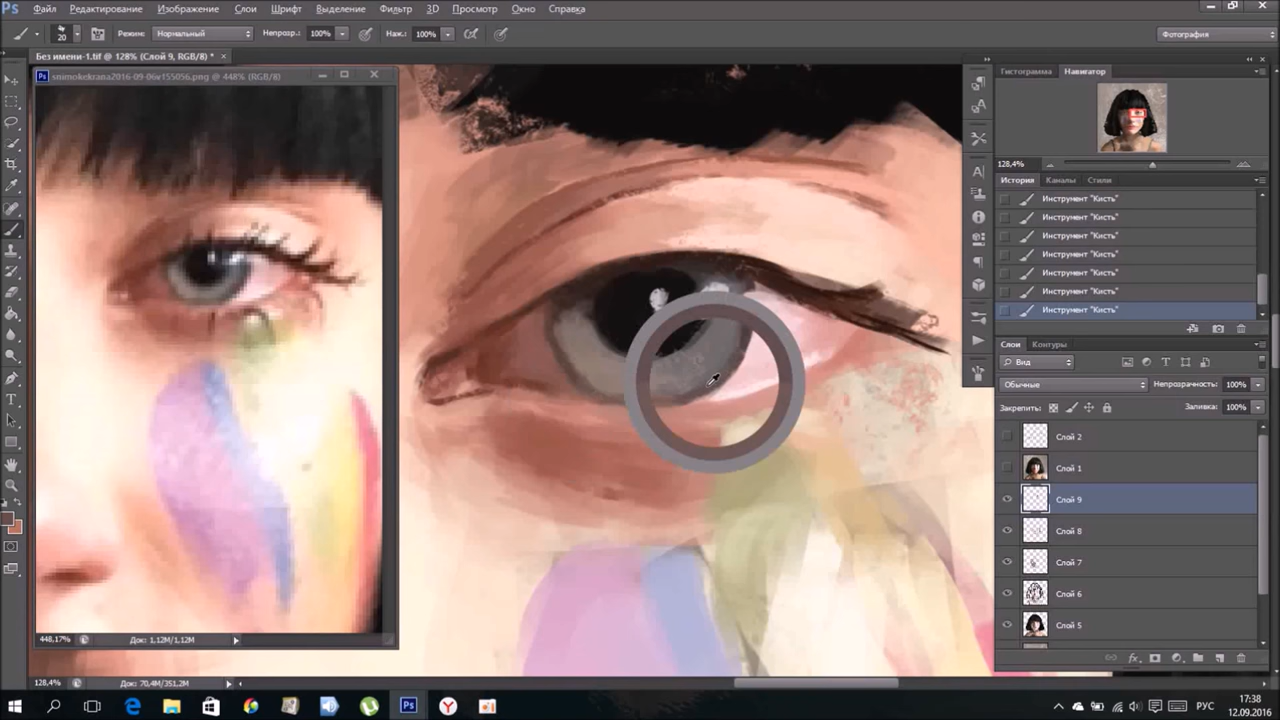 Ps Файл Редактирование Изображение Слои Шрифт Выделение Фильтр 3D Просмотр Окно Справка
20 Режим: Нормальный Непрозр.: 100% Наж.: 100% Фотография
Без имени-1.tif @ 128% (Слой 9, RGB/8) * ×
Ps snimokekrana2016-09-06v155056.png @ 448% (RGB/8)
Гистограмма Навигатор
128,4%
История Каналы Стили
Инструмент "Кисть"
Инструмент "Кисть"
Инструмент "Кисть"
Инструмент "Кисть"
Инструмент "Кисть"
Инструмент "Кисть"
Инструмент "Кисть"
Слои Контуры
Вид
Обычные Непрозрачность: 100%
Закрепить: Заливка: 100%
Слой 2
Слой 1
Слой 9
Слой 8
Слой 7
Слой 6
Слой 5
448,17% Док: 1,12M/1,12M
128,4% Док: 70,4M/351,2M
Ps РУС 17:38
12.09.2016